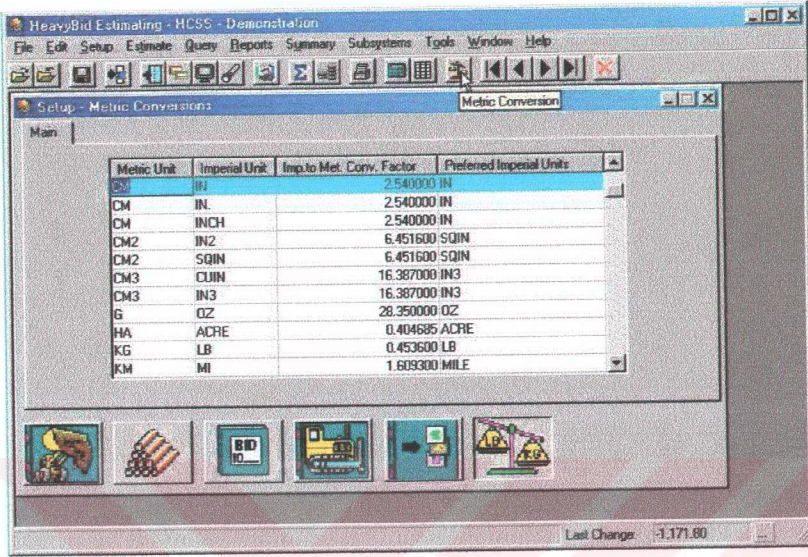 HeavyBid Estimating - HCSS - Demonstration
File Edit Setup Estimate Query Reports Summary Subsystems Tools Window Help
Metric Conversion
Setup - Metric Conversions
Main
Metric Unit Imperial Unit Imp.to Met. Conv. Factor Preferred Imperial Units
CM IN 2.540000 IN
CM IN. 2.540000 IN
CM INCH 2.540000 IN
CM2 IN2 6.451600 SQIN
CM2 SQIN 6.451600 SQIN
CM3 CUIN 16.387000 IN3
CM3 IN3 16.387000 IN3
G OZ 28.350000 OZ
HA ACRE 0.404685 ACRE
KG LB 0.453600 LB
KM MI 1.609300 MILE
BID
LB KG
Last Change: -1,171.80 ...